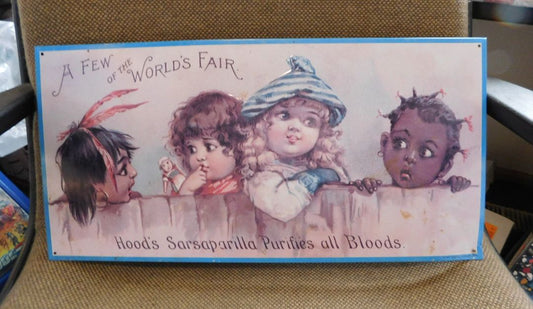 A FEW OF THE WORLD'S FAIR
Hood's Sarsaparilla Purifies all Bloods.